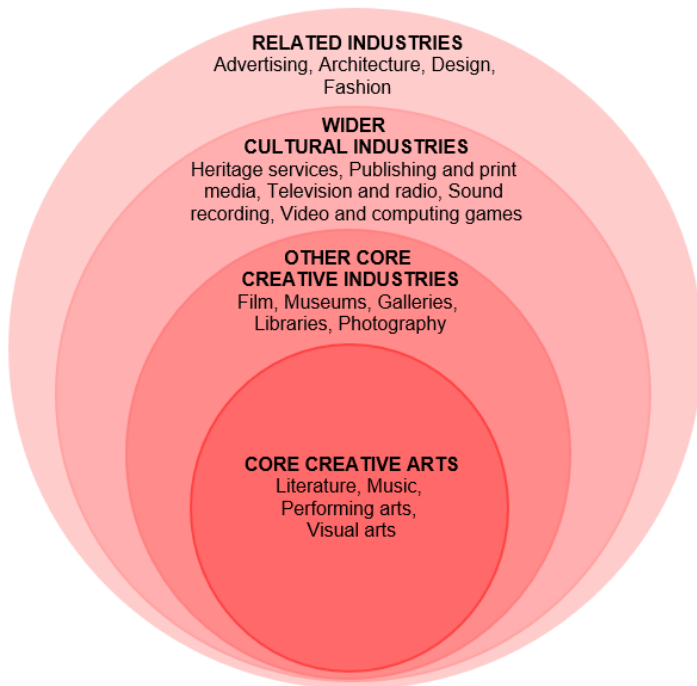 RELATED INDUSTRIES
Advertising, Architecture, Design,
Fashion
WIDER
CULTURAL INDUSTRIES
Heritage services, Publishing and print
media, Television and radio, Sound
recording, Video and computing games
OTHER CORE
CREATIVE INDUSTRIES
Film, Museums, Galleries,
Libraries, Photography
CORE CREATIVE ARTS
Literature, Music,
Performing arts,
Visual arts